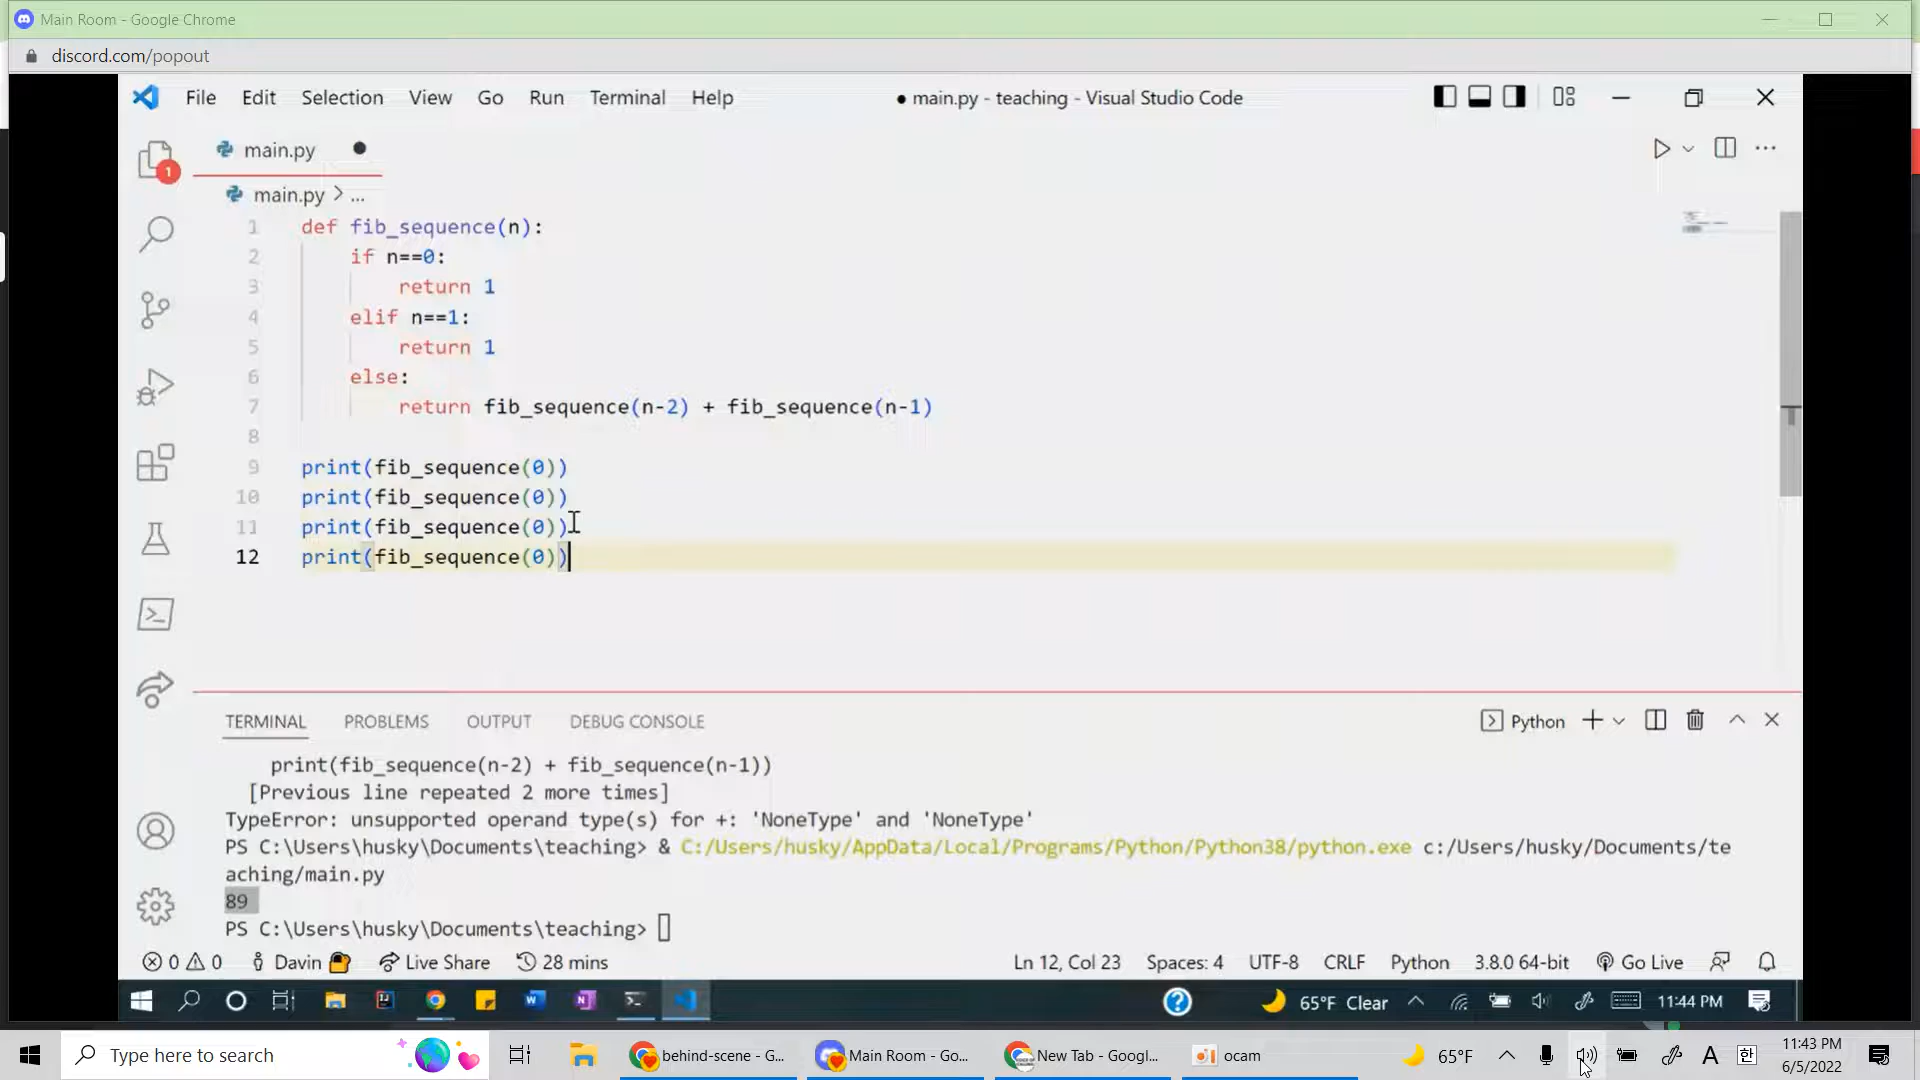 Main Room - Google Chrome
discord.com/popout
File Edit Selection View Go Run Terminal Help
● main.py - teaching - Visual Studio Code
1
main.py
main.py > ...
1 def fib_sequence(n):
2 if n==0:
3 return 1
4 elif n==1:
5 return 1
6 else:
7 return fib_sequence(n-2) + fib_sequence(n-1)
8
9 print(fib_sequence(0))
10 print(fib_sequence(0))
11 print(fib_sequence(0))
12 print(fib_sequence(0))
TERMINAL PROBLEMS OUTPUT DEBUG CONSOLE
Python
print(fib_sequence(n-2) + fib_sequence(n-1))
[Previous line repeated 2 more times]
TypeError: unsupported operand type(s) for +: 'NoneType' and 'NoneType'
PS C:\Users\husky\Documents\teaching> & C:/Users/husky/AppData/Local/Programs/Python/Python38/python.exe c:/Users/husky/Documents/te
aching/main.py
89
PS C:\Users\husky\Documents\teaching>
0 0 Davin Live Share 28 mins
Ln 12, Col 23 Spaces: 4 UTF-8 CRLF Python 3.8.0 64-bit Go Live
65°F Clear 11:44 PM
Type here to search
behind-scene - G...
Main Room - Go...
New Tab - Googl...
ocam
65°F
A
한
11:43 PM
6/5/2022